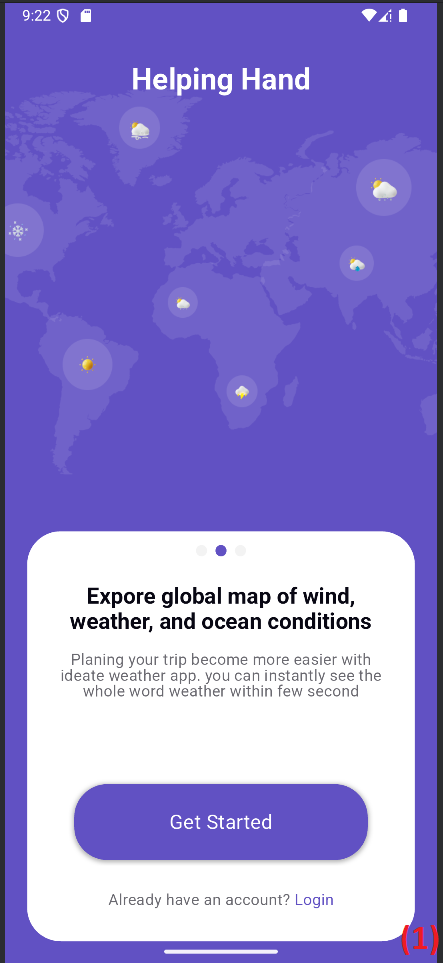 9:22
Helping Hand
Expore global map of wind,
weather, and ocean conditions
Planing your trip become more easier with
ideate weather app. you can instantly see the
whole word weather within few second
Get Started
Already have an account? Login
(1)